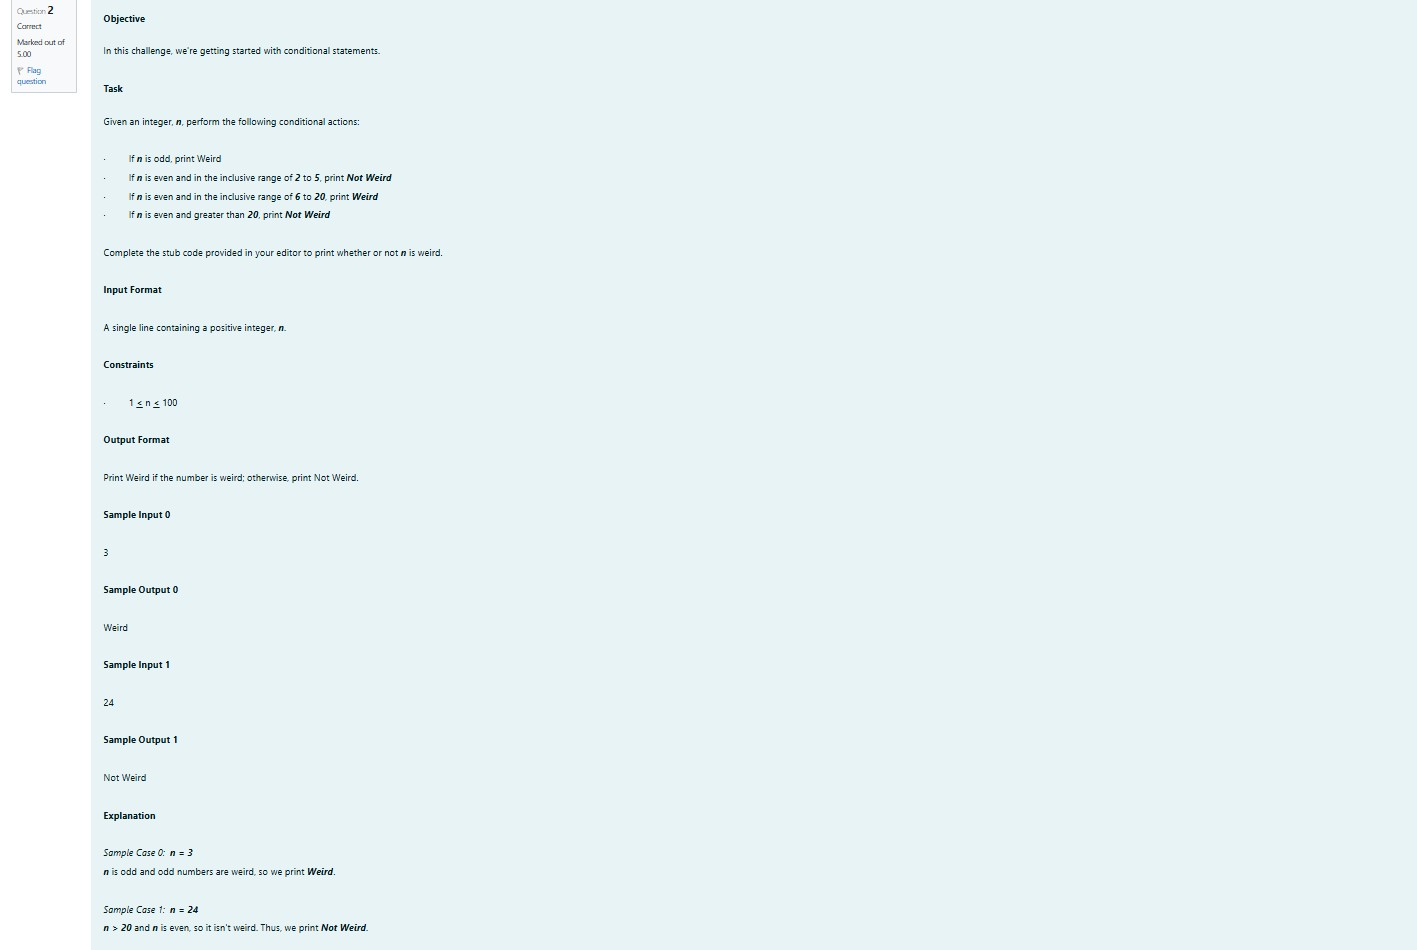 Question 2
Correct
Marked out of
5.00
Flag
question
Objective
In this challenge, we're getting started with conditional statements.
Task
Given an integer, n, perform the following conditional actions:
· If n is odd, print Weird
· If n is even and in the inclusive range of 2 to 5, print Not Weird
· If n is even and in the inclusive range of 6 to 20, print Weird
· If n is even and greater than 20, print Not Weird
Complete the stub code provided in your editor to print whether or not n is weird.
Input Format
A single line containing a positive integer, n.
Constraints
· 1 ≤ n ≤ 100
Output Format
Print Weird if the number is weird; otherwise, print Not Weird.
Sample Input 0
3
Sample Output 0
Weird
Sample Input 1
24
Sample Output 1
Not Weird
Explanation
Sample Case 0: n = 3
n is odd and odd numbers are weird, so we print Weird.
Sample Case 1: n = 24
n > 20 and n is even, so it isn't weird. Thus, we print Not Weird.